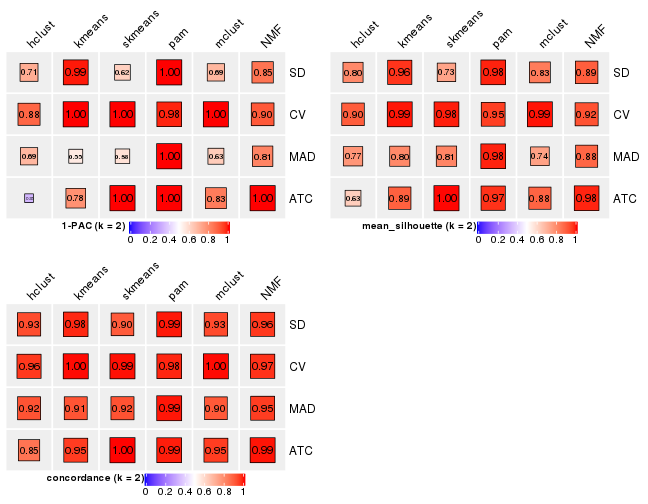 hclust kmeans skmeans pam mclust NMF
0.71 0.99 0.62 1.00 0.69 0.85 SD
0.88 1.00 1.00 0.98 1.00 0.90 CV
0.69 0.55 0.58 1.00 0.63 0.81 MAD
0.78 1.00 1.00 0.83 1.00 ATC
1-PAC (k = 2)
0 0.2 0.4 0.6 0.8 1
hclust kmeans skmeans pam mclust NMF
0.80 0.96 0.73 0.98 0.83 0.89 SD
0.90 0.99 0.98 0.95 0.99 0.92 CV
0.77 0.80 0.81 0.98 0.74 0.88 MAD
0.63 0.89 1.00 0.97 0.88 0.98 ATC
mean_silhouette (k = 2)
0 0.2 0.4 0.6 0.8 1
hclust kmeans skmeans pam mclust NMF
0.93 0.98 0.90 0.99 0.93 0.96 SD
0.96 1.00 0.99 0.98 1.00 0.97 CV
0.92 0.91 0.92 0.99 0.90 0.95 MAD
0.85 0.95 1.00 0.99 0.95 0.99 ATC
concordance (k = 2)
0 0.2 0.4 0.6 0.8 1